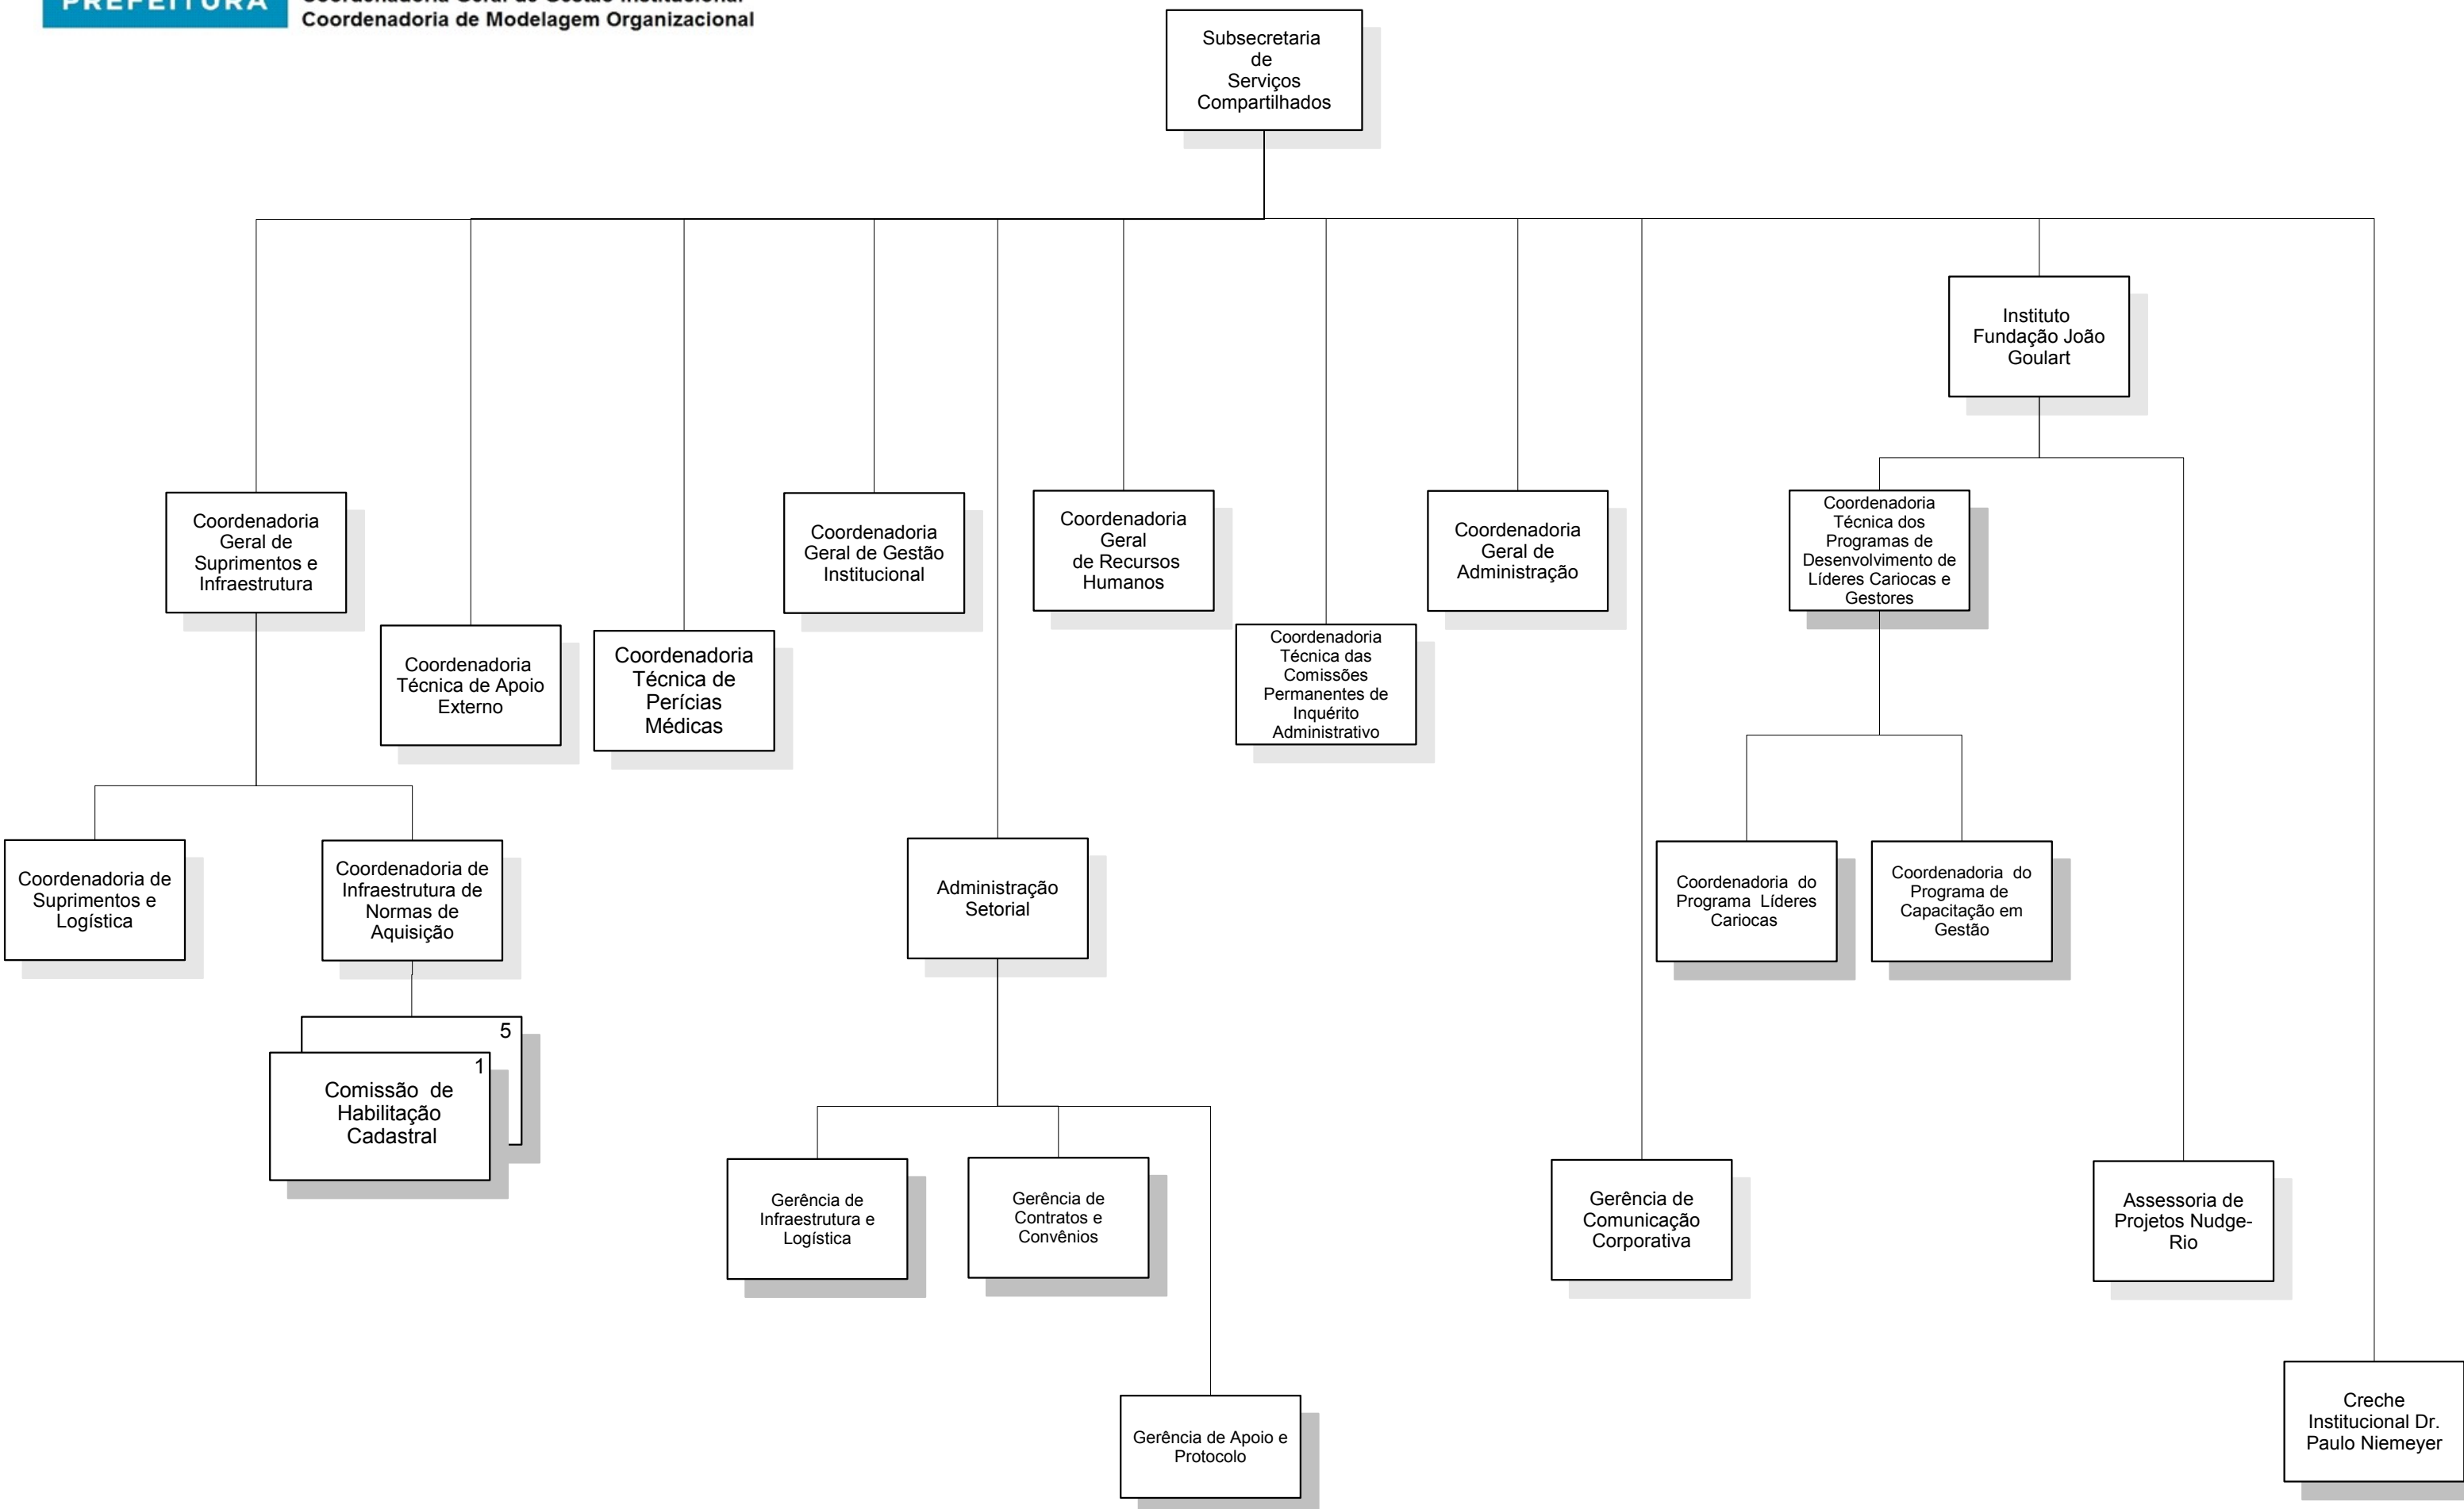 PREFEITURA
Coordenadoria Geral de Gestão Institucional
Coordenadoria de Modelagem Organizacional
Subsecretaria
de
Serviços
Compartilhados
Instituto
Fundação João
Goulart
Coordenadoria
Geral de
Suprimentos e
Infraestrutura
Coordenadoria
Técnica de Apoio
Externo
Coordenadoria
Técnica de
Perícias
Médicas
Coordenadoria
Geral de Gestão
Institucional
Coordenadoria
Geral
de Recursos
Humanos
Coordenadoria
Técnica das
Comissões
Permanentes de
Inquérito
Administrativo
Coordenadoria
Geral de
Administração
Coordenadoria
Técnica dos
Programas de
Desenvolvimento de
Líderes Cariocas e
Gestores
Coordenadoria de
Suprimentos e
Logística
Coordenadoria de
Infraestrutura de
Normas de
Aquisição
Administração
Setorial
Coordenadoria do
Programa Líderes
Cariocas
Coordenadoria do
Programa de
Capacitação em
Gestão
5
1
Comissão de
Habilitação
Cadastral
Gerência de
Infraestrutura e
Logística
Gerência de
Contratos e
Convênios
Gerência de
Comunicação
Corporativa
Assessoria de
Projetos Nudge-
Rio
Gerência de Apoio e
Protocolo
Creche
Institucional Dr.
Paulo Niemeyer